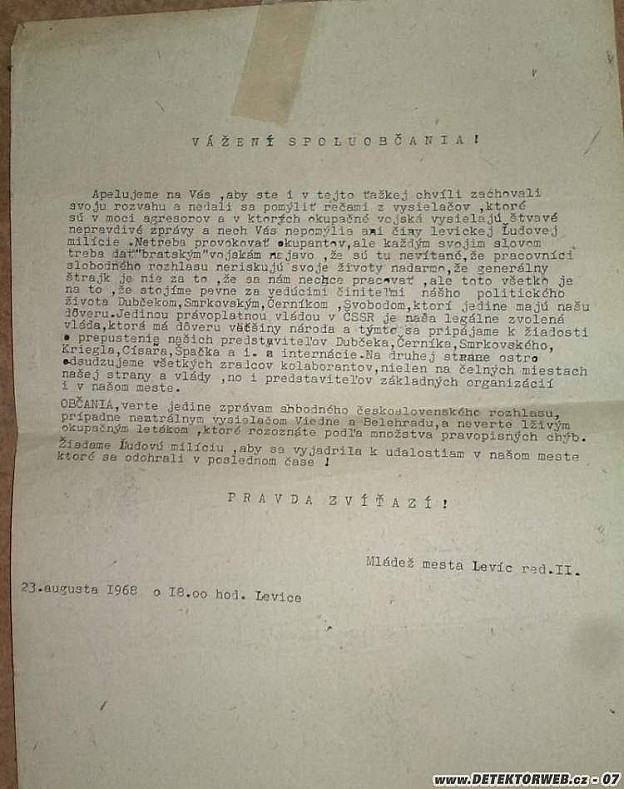 VÁŽENÍ SPOLUOBČANIA!
Apelujeme na Vás ,aby ste i v tejto ťažkej chvíli zachovali
svoju rozvahu a nedali sa pomýliť rečami z vysielačov ,ktoré
sú v moci agresorov a v ktorých okupačné vojská vysielajú štvavé
nepravdivé zprávy a nech Vás nepomýlia ani činy levickej Ľudovej
milície .Netreba provokovať okupantov,ale každým svojim slovom
treba dať"bratským"vojskám najavo ,že sú tu nevítané,že pracovníci
slobodného rozhlasu neriskujú svoje životy nadarmo,že generálny
štrajk je nie za to ,že sa nám nechce pracovať ,ale toto všetko je
na to ,že stojíme pevne za vedúcimi činiteľmi nášho politického
života Dubčekom,Smrkovským,Černíkom ,Svobodom,ktorí jedine majú našu
dôveru.Jedinou právoplatnou vládou v ČSSR je naša legálne zvolená
vláda,ktorá má dôveru väčšiny národa a týmto sa pripájame k žiadosti
o prepustenie našich predstaviteľov Dubčeka,Černíka,Smrkovského,
Kriegla,Císara,Špačka a i. z internácie.Na druhej strane ostro
odsudzujeme všetkých zradcov kolaborantov,nielen na čelných miestach
našej strany a vlády ,no i predstaviteľov základných organizácií
i v našom meste.
OBČANIA,verte jedine zprávam slobodného československého rozhlasu,
prípadne neutrálnym vysielačom Viedne a Belehradu,a neverte lživým
okupačným letákom ,ktoré rozoznáte podľa množstva pravopisných chýb.
Žiadame Ľudovú milíciu ,aby sa vyjadrila k udalostiam v našom meste
ktoré sa odohrali v poslednom čase !
PRAVDA ZVÍŤAZÍ!
Mládež mesta Levíc red.II.
23.augusta 1968 o 18.oo hod. Levice
www.DETEKTORWEB.cz - 07